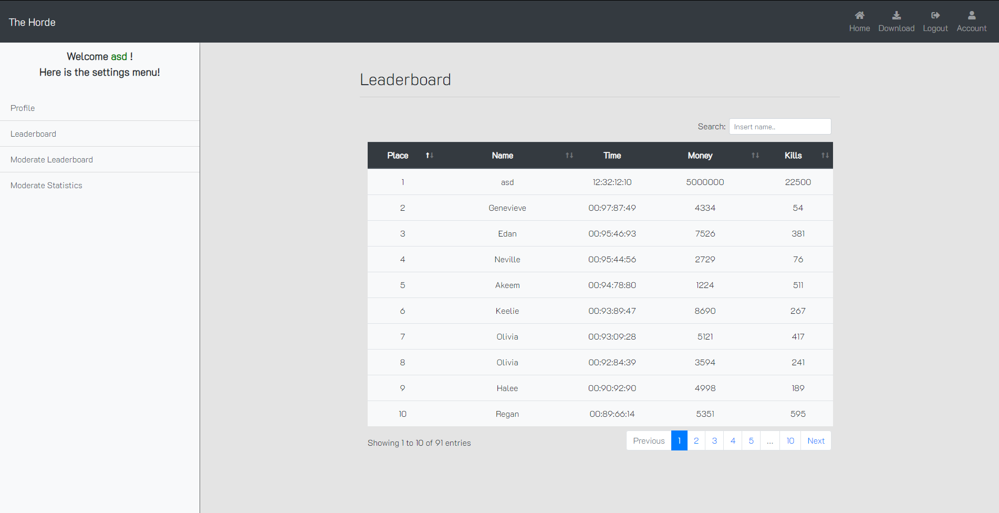 The Horde
Home Download Logout Account
Welcome asd !
Here is the settings menu!
Profile
Leaderboard
Moderate Leaderboard
Moderate Statistics
Leaderboard
Search: Insert name..
Place Name Time Money Kills
1 asd 12:32:12:10 5000000 22500
2 Genevieve 00:97:87:49 4334 54
3 Edan 00:95:46:93 7526 381
4 Neville 00:95:44:56 2729 76
5 Akeem 00:94:78:80 1224 511
6 Keelie 00:93:89:47 8690 267
7 Olivia 00:93:09:28 5121 417
8 Olivia 00:92:84:39 3594 241
9 Halee 00:90:92:90 4998 189
10 Regan 00:89:66:14 5351 595
Showing 1 to 10 of 91 entries
Previous 1 2 3 4 5 ... 10 Next